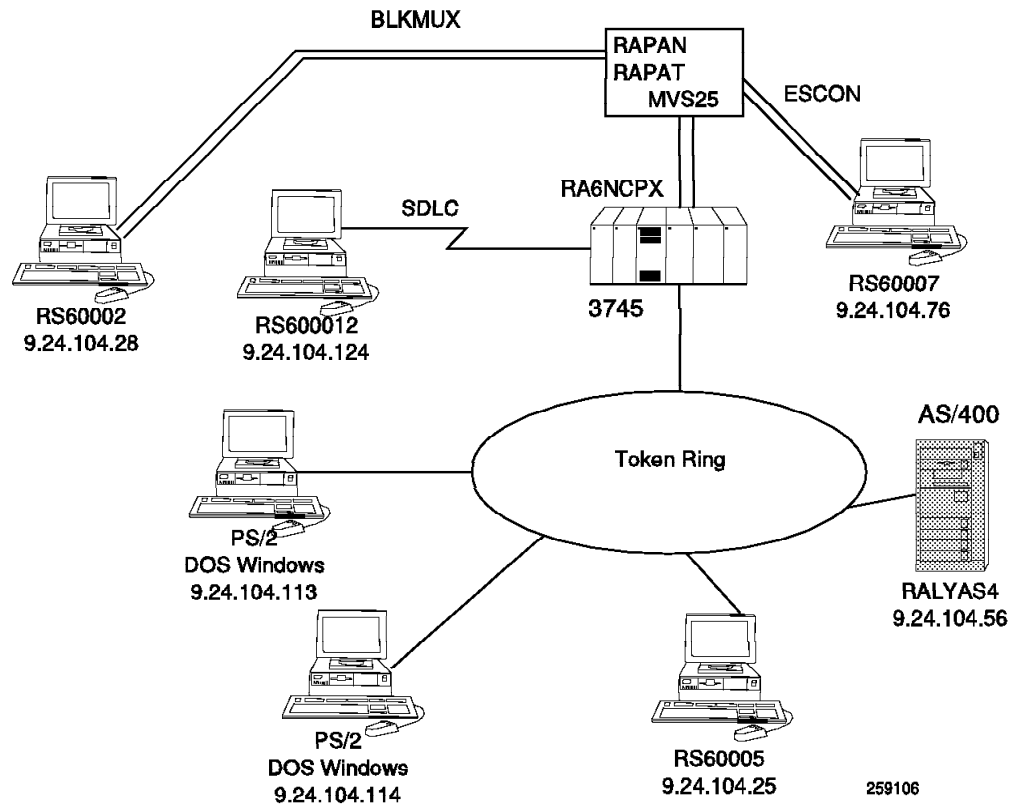 BLKMUX
RAPAN
RAPAT
MVS25
ESCON
RA6NCPX
SDLC
3745
RS60002
9.24.104.28
RS600012
9.24.104.124
RS60007
9.24.104.76
Token Ring
AS/400
RALYAS4
9.24.104.56
PS/2
DOS Windows
9.24.104.113
PS/2
DOS Windows
9.24.104.114
RS60005
9.24.104.25
259106